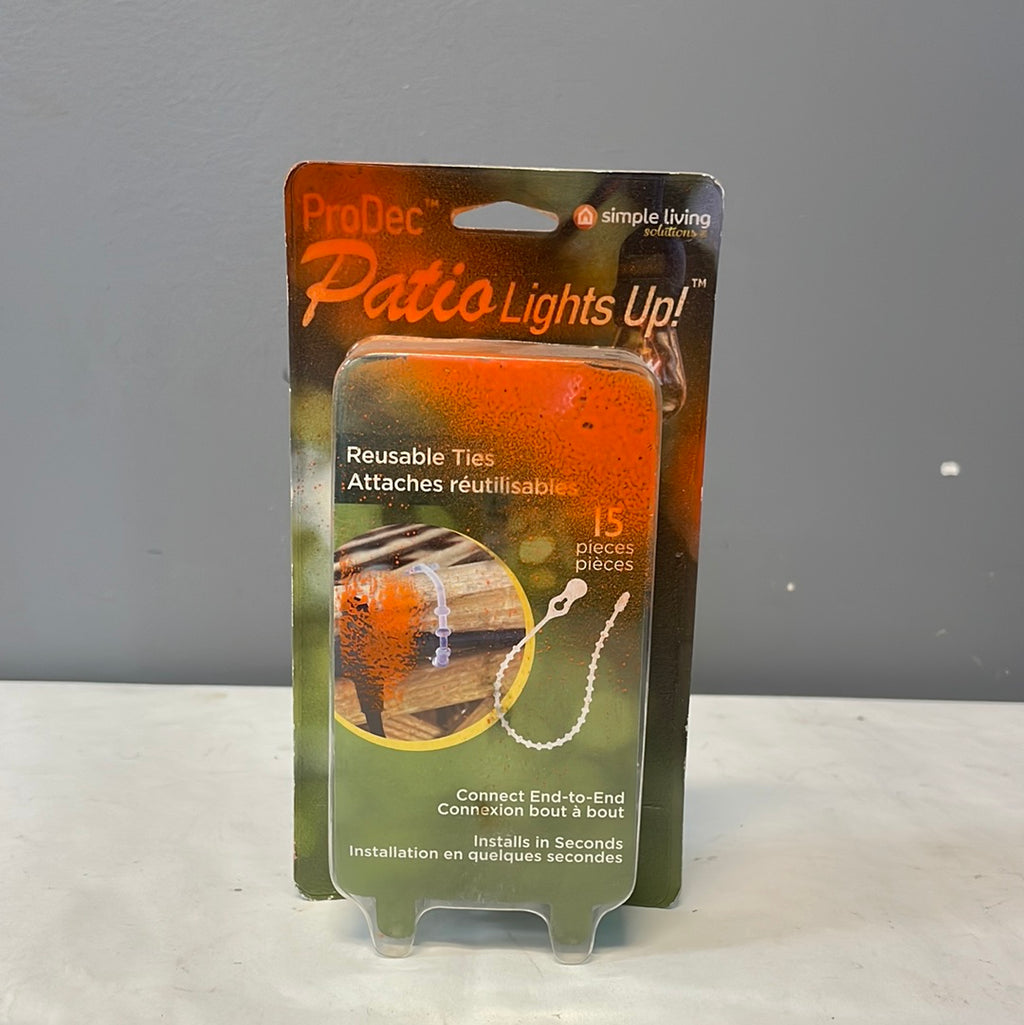 ProDec™
simple living
solutions
Patio Lights Up!™
Reusable Ties
Attaches réutilisables
15
pieces
pièces
Connect End-to-End
Connexion bout à bout
Installs in Seconds
Installation en quelques secondes